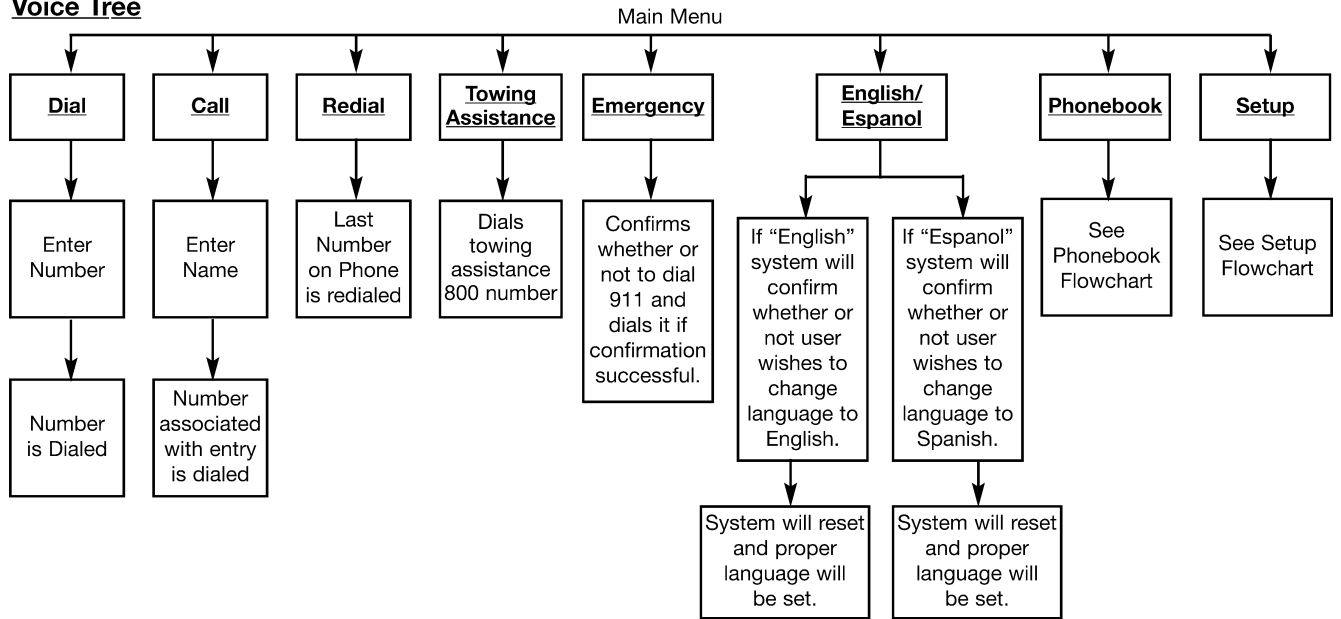 Voice Tree
Main Menu
Dial
Call
Redial
Towing
Assistance
Emergency
English/
Espanol
Phonebook
Setup
Enter
Number
Enter
Name
Last
Number
on Phone
is redialed
Dials
towing
assistance
800 number
Confirms
whether or
not to dial
911 and
dials it if
confirmation
successful.
If “English”
system will
confirm
whether or
not user
wishes to
change
language to
English.
If “Espanol”
system will
confirm
whether or
not user
wishes to
change
language to
Spanish.
See
Phonebook
Flowchart
See Setup
Flowchart
Number
is Dialed
Number
associated
with entry
is dialed
System will reset
and proper
language will
be set.
System will reset
and proper
language will
be set.